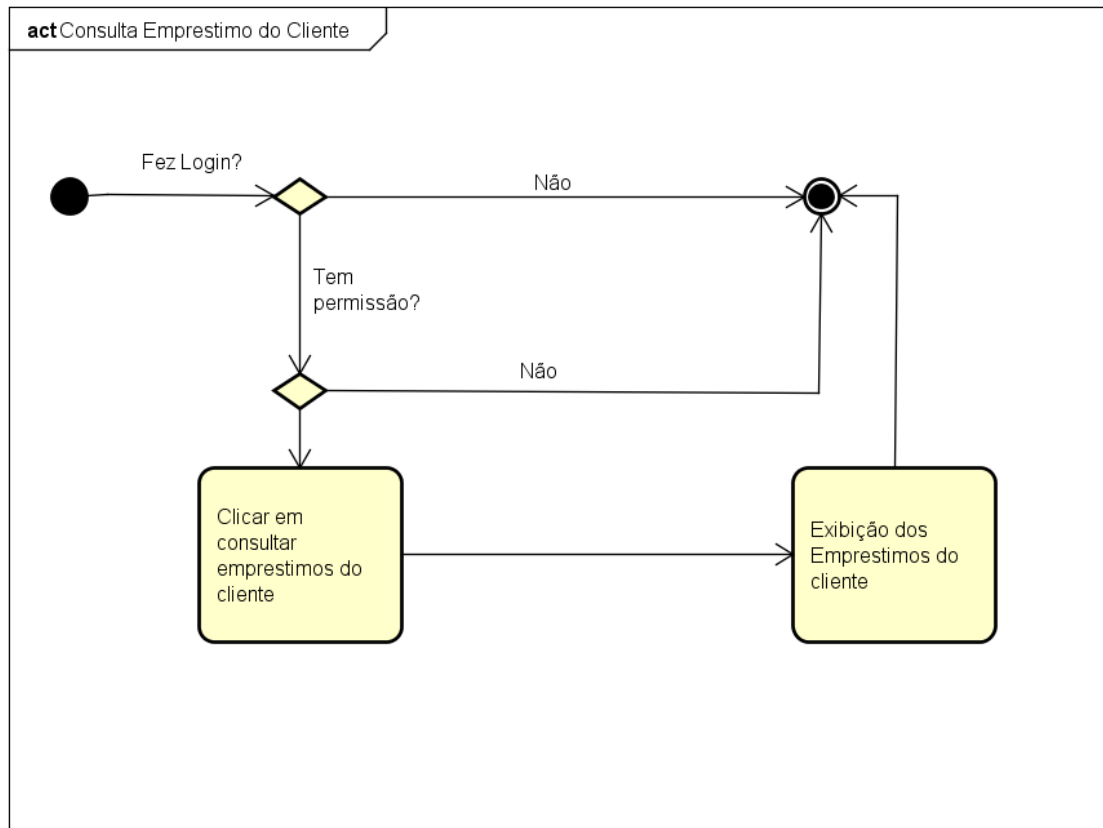 act Consulta Emprestimo do Cliente
Fez Login?
Não
Tem
permissão?
Não
Clicar em
consultar
emprestimos do
cliente
Exibição dos
Emprestimos do
cliente